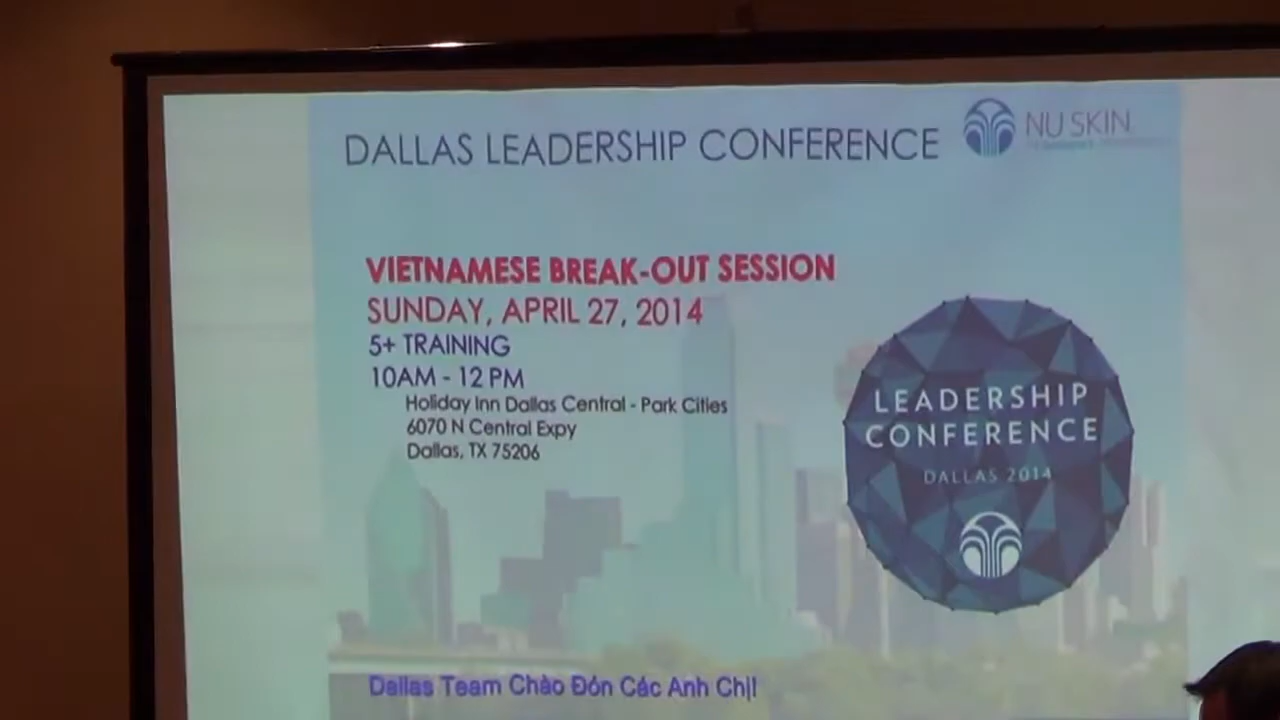 DALLAS LEADERSHIP CONFERENCE
NU SKIN
VIETNAMESE BREAK-OUT SESSION
SUNDAY, APRIL 27, 2014
5+ TRAINING
10AM - 12 PM
Holiday Inn Dallas Central - Park Cities
6070 N Central Expy
Dallas, TX 75206
LEADERSHIP
CONFERENCE
DALLAS 2014
Dallas Team Chào Đón Các Anh Chị!